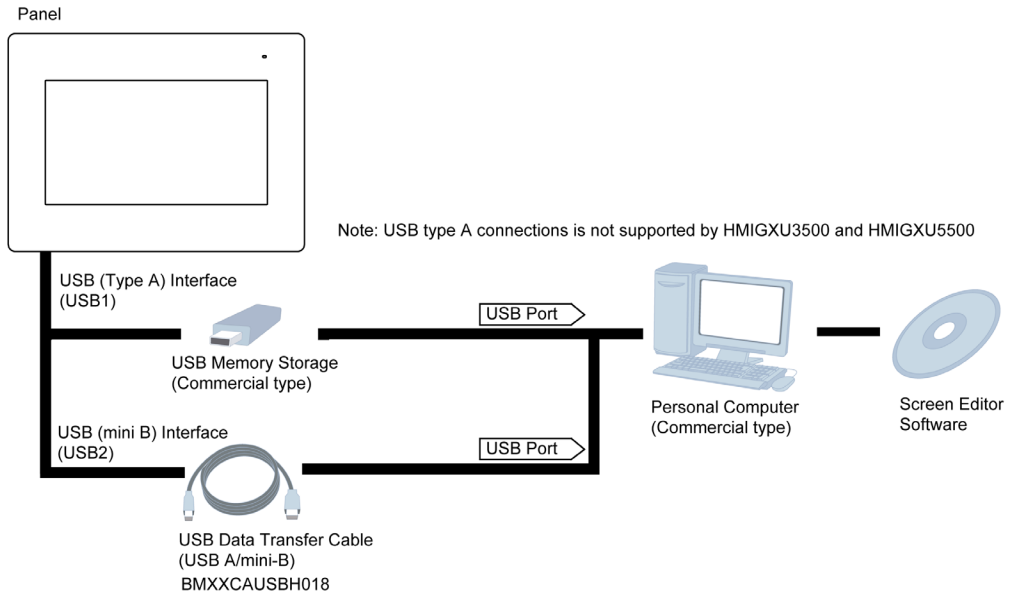 Panel
Note: USB type A connections is not supported by HMIGXU3500 and HMIGXU5500
USB (Type A) Interface
(USB1)
USB Port
USB Memory Storage
(Commercial type)
Personal Computer
(Commercial type)
Screen Editor
Software
USB (mini B) Interface
(USB2)
USB Port
USB Data Transfer Cable
(USB A/mini-B)
BMXXCAUSBH018